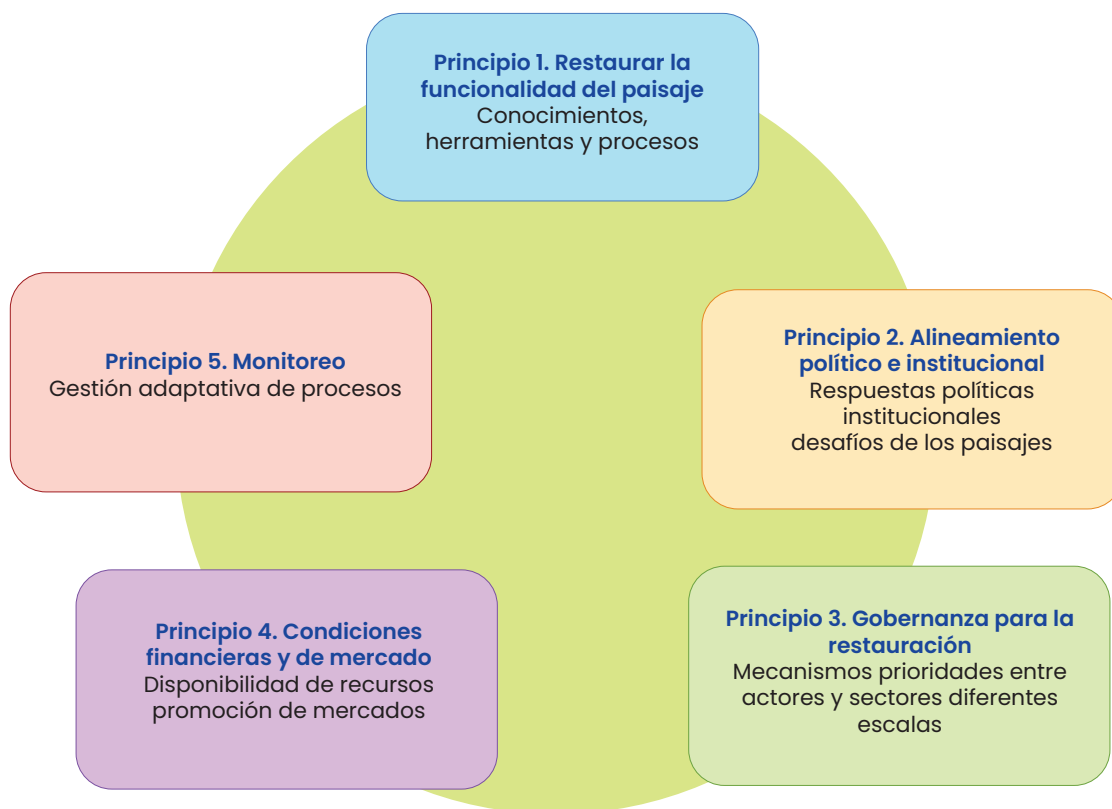 Principio 1. Restaurar la
funcionalidad del paisaje
Conocimientos,
herramientas y procesos
Principio 2. Alineamiento
político e institucional
Respuestas políticas
institucionales
desafíos de los paisajes
Principio 3. Gobernanza para la
restauración
Mecanismos prioridades entre
actores y sectores diferentes
escalas
Principio 4. Condiciones
financieras y de mercado
Disponibilidad de recursos
promoción de mercados
Principio 5. Monitoreo
Gestión adaptativa de procesos